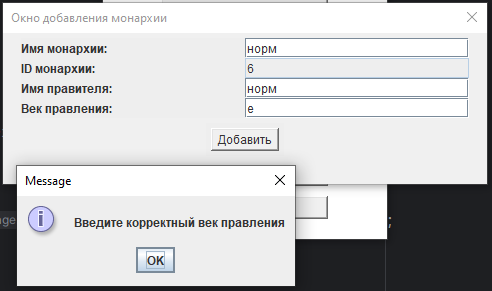 Окно добавления монархии
Имя монархии: норм
ID монархии: 6
Имя правителя: норм
Век правления: е
Добавить
Message
Введите корректный век правления
OK
age
;